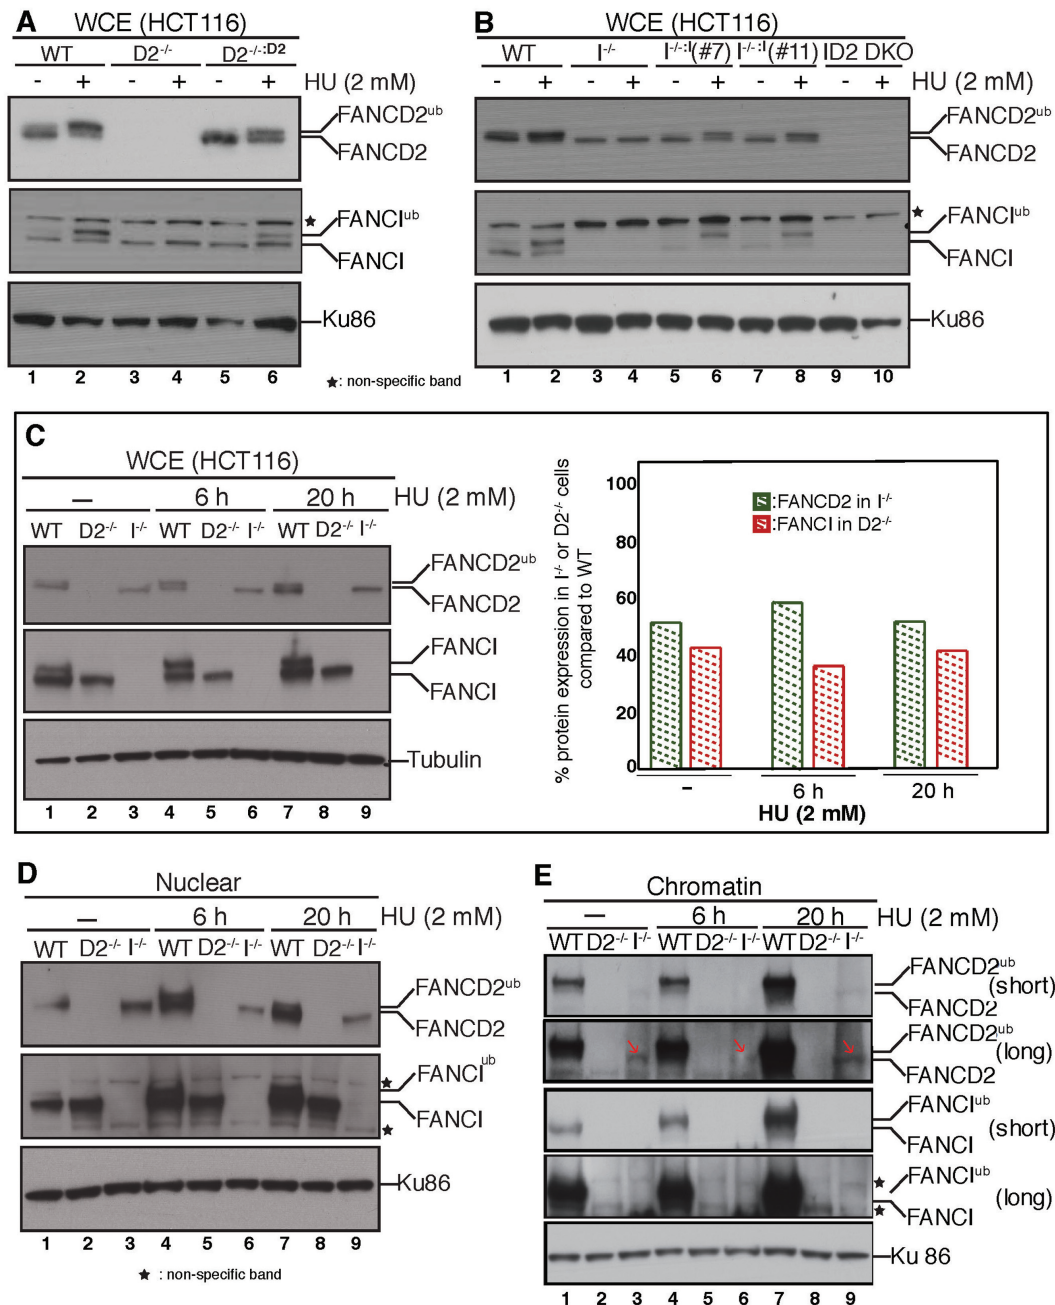 A
WCE (HCT116)
WT D2-/- D2-/-:D2
- + - + - + HU (2 mM)
FANCD2ub
FANCD2
★ FANCIub
FANCI
Ku86
1 2 3 4 5 6
★: non-specific band
B
WCE (HCT116)
WT I-/- I-/-:I(#7) I-/-:I(#11) ID2 DKO
- + - + - + - + - + HU (2 mM)
FANCD2ub
FANCD2
★ FANCIub
FANCI
Ku86
1 2 3 4 5 6 7 8 9 10
C
WCE (HCT116)
— 6 h 20 h HU (2 mM)
WT D2-/- I-/- WT D2-/- I-/- WT D2-/- I-/-
FANCD2ub
FANCD2
FANCI
FANCI
Tubulin
1 2 3 4 5 6 7 8 9
% protein expression in I-/- or D2-/- cells
compared to WT
100
80
60
40
20
0
:FANCD2 in I-/-
:FANCI in D2-/-
- 6 h 20 h
HU (2 mM)
D
Nuclear
— 6 h 20 h HU (2 mM)
WT D2-/- I-/- WT D2-/- I-/- WT D2-/- I-/-
FANCD2ub
FANCD2
★ FANCIub
FANCI
★
Ku86
1 2 3 4 5 6 7 8 9
★ : non-specific band
E
Chromatin
— 6 h 20 h HU (2 mM)
WT D2-/- I-/- WT D2-/- I-/- WT D2-/- I-/-
FANCD2ub
(short)
FANCD2
FANCD2ub
(long)
FANCD2
FANCIub
(short)
FANCI
★ FANCIub
(long)
★ FANCI
Ku 86
1 2 3 4 5 6 7 8 9